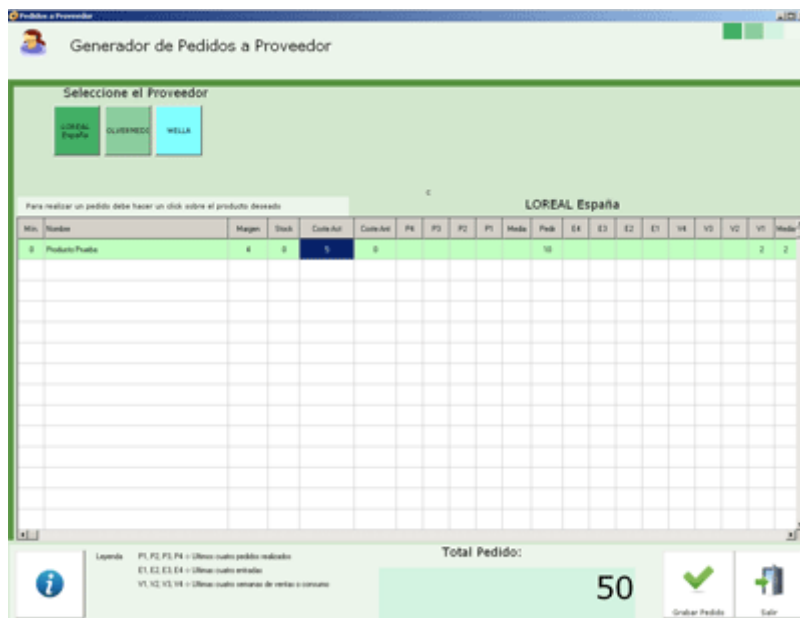 Pedidos a Proveedor
Generador de Pedidos a Proveedor
Seleccione el Proveedor
LOREAL España
OLVERMEDO
WELLA
c
Para realizar un pedido debe hacer un click sobre el producto deseado
LOREAL España
Mín. Nombre Margen Stock Coste Act Coste Ant P4 P3 P2 P1 Media Pedir E4 E3 E2 E1 V4 V3 V2 V1 Media
0 Producto Prueba 4 0 5 0 10 2 2
Leyenda P1, P2, P3, P4 -> Ultimos cuatro pedidos realizados
E1, E2, E3, E4 -> Ultimas cuatro entradas
V1, V2, V3, V4 -> Ultimas cuatro semanas de ventas o consumo
Total Pedido:
50
Grabar Pedido
Salir